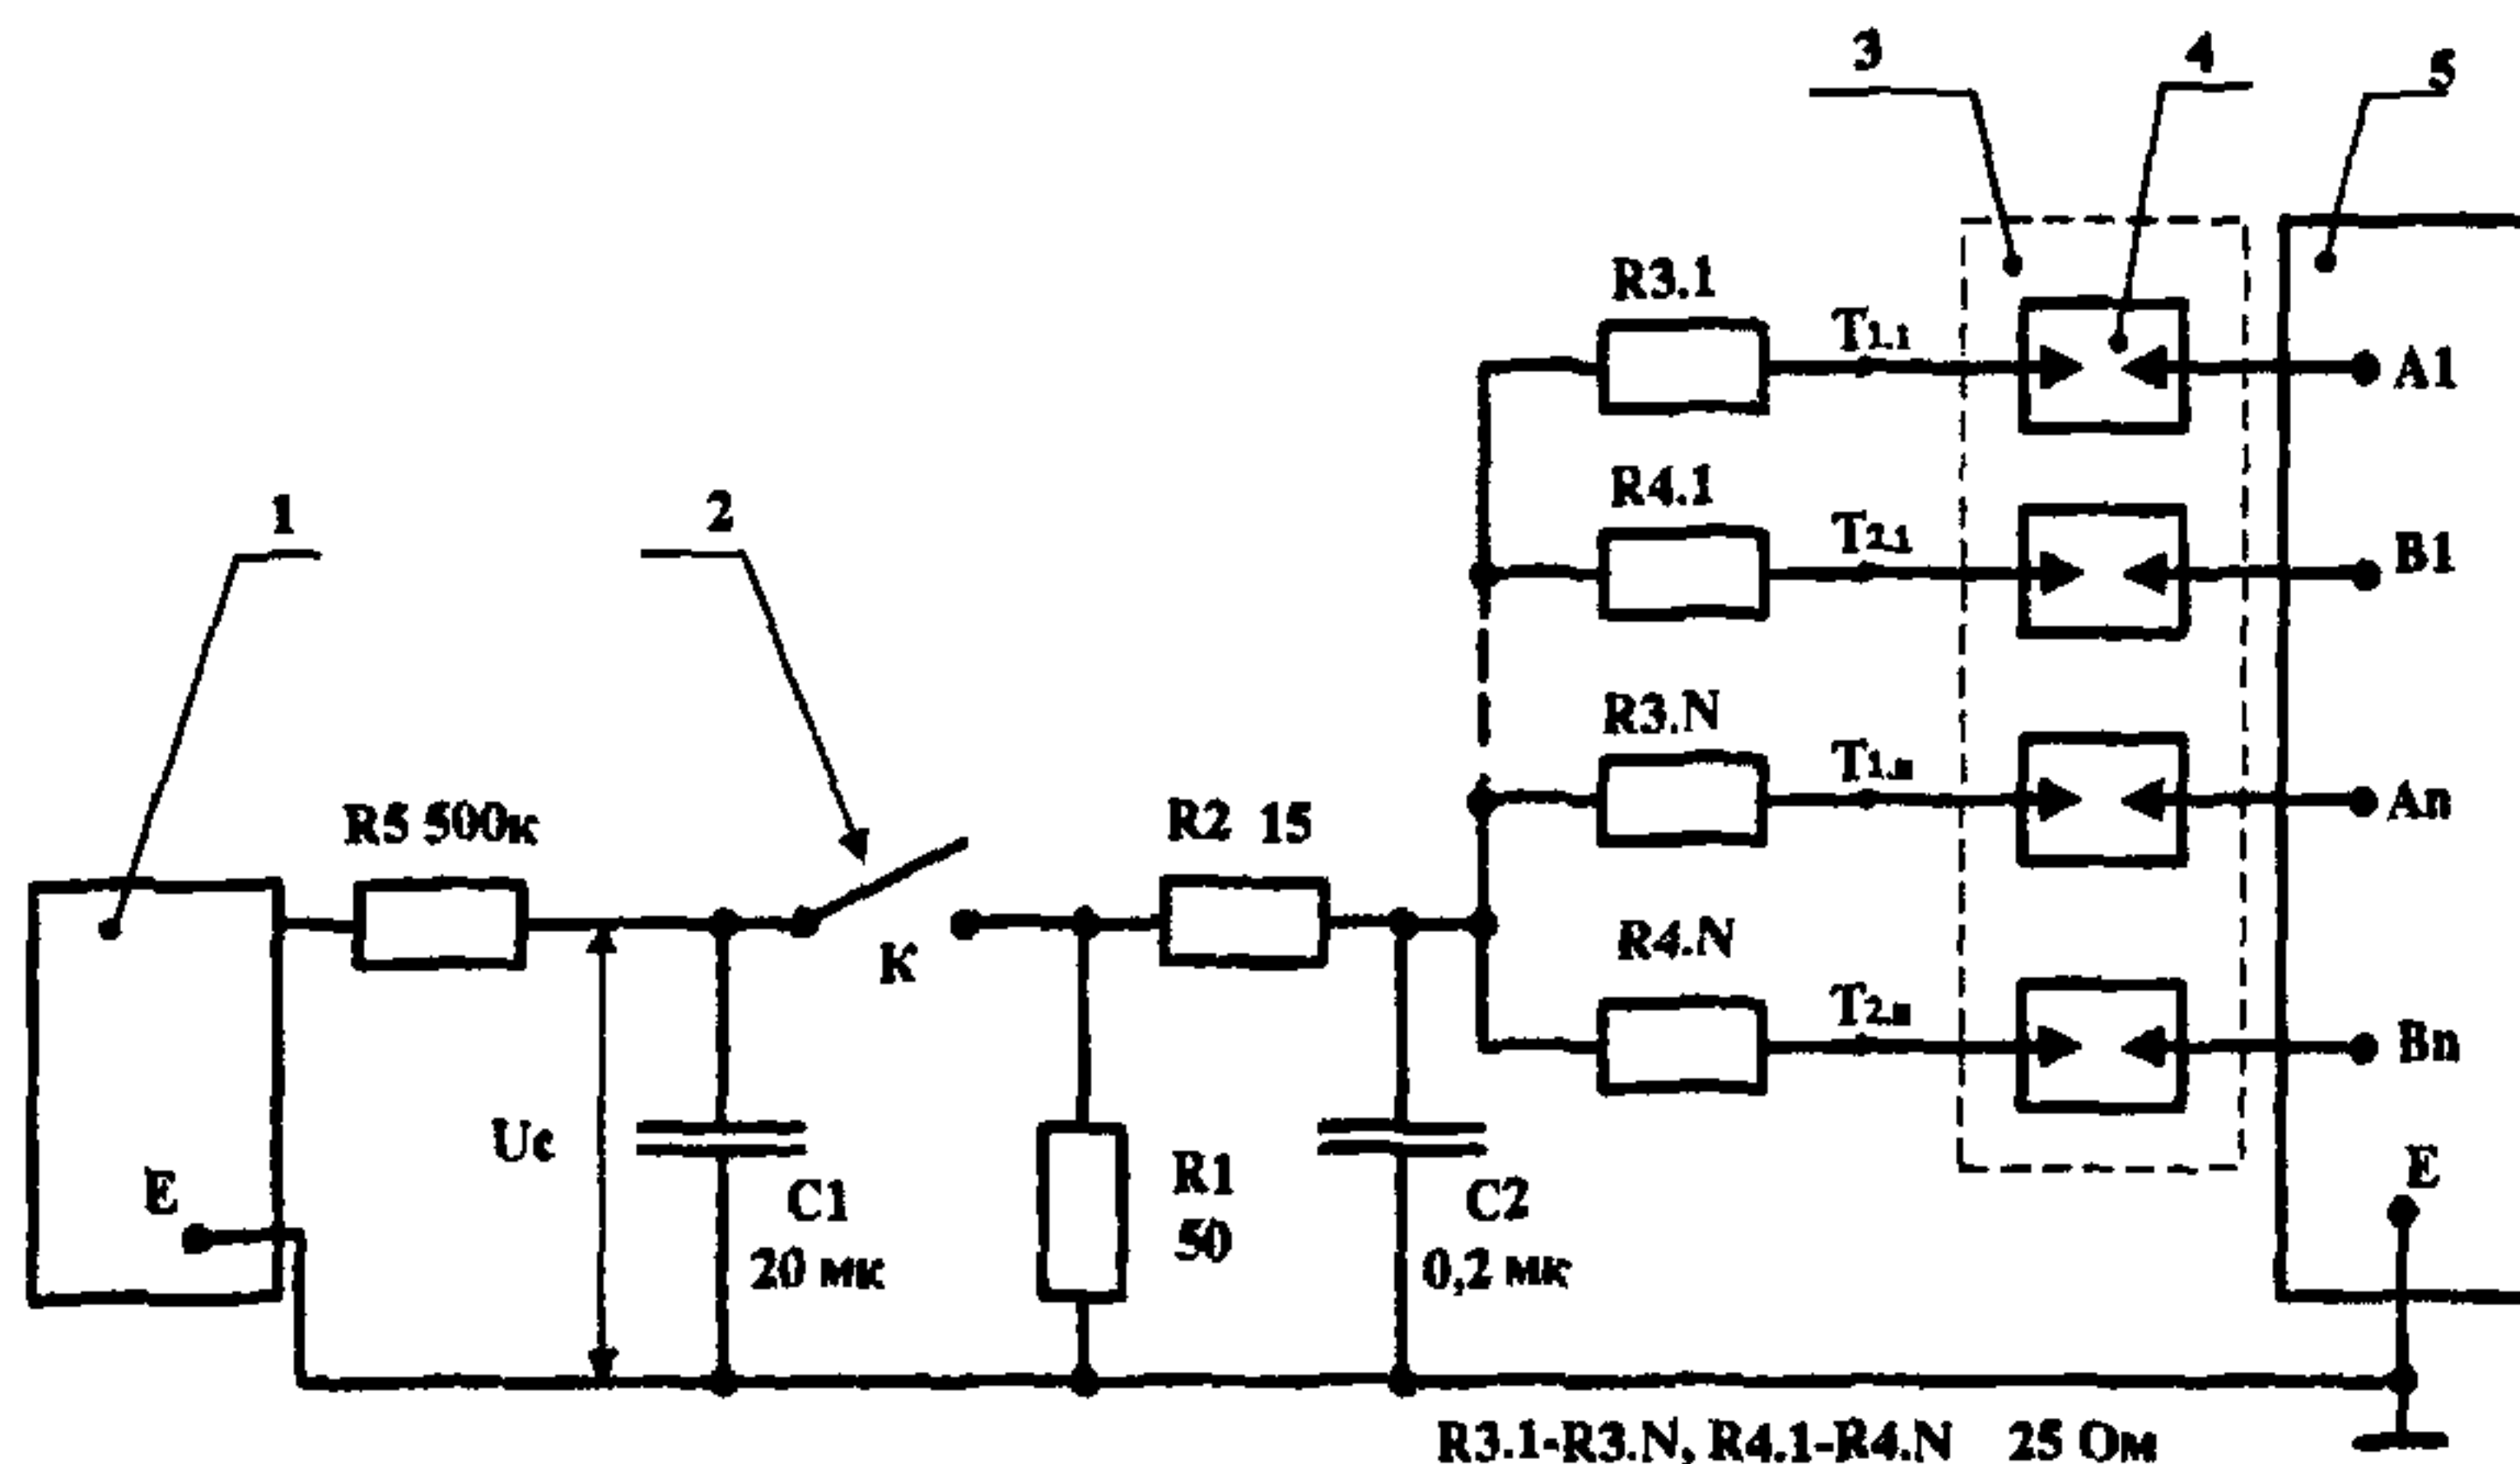 3
4
5
R3.1
T1.1
A1
R4.1
T2.1
B1
1
2
R3.N
T1.n
An
R5 500к
R2 15
К
R4.N
T2.n
Bn
Uc
E
C1
20 мк
R1
50
C2
0,2 мк
E
R3.1-R3.N, R4.1-R4.N 25 Ом